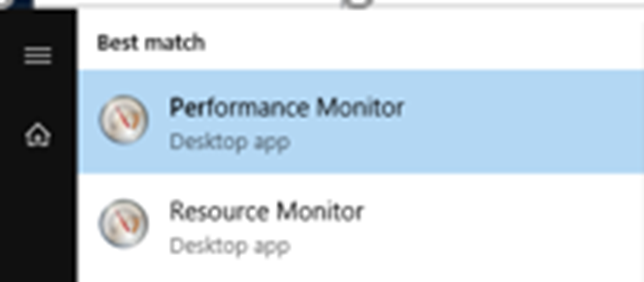 Best match
Performance Monitor
Desktop app
Resource Monitor
Desktop app